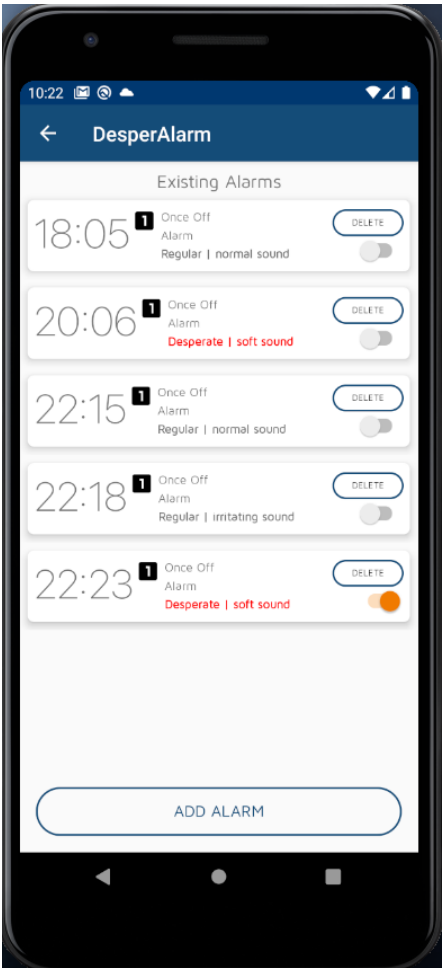 10:22
DesperAlarm
Existing Alarms
18:05 1 Once Off DELETE
Alarm
Regular | normal sound
20:06 1 Once Off DELETE
Alarm
Desperate | soft sound
22:15 1 Once Off DELETE
Alarm
Regular | normal sound
22:18 1 Once Off DELETE
Alarm
Regular | irritating sound
22:23 1 Once Off DELETE
Alarm
Desperate | soft sound
ADD ALARM